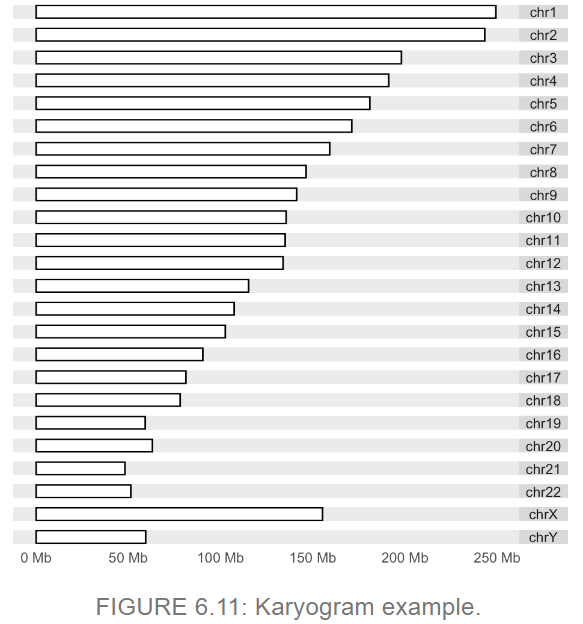 chr1
chr2
chr3
chr4
chr5
chr6
chr7
chr8
chr9
chr10
chr11
chr12
chr13
chr14
chr15
chr16
chr17
chr18
chr19
chr20
chr21
chr22
chrX
chrY
0 Mb 50 Mb 100 Mb 150 Mb 200 Mb 250 Mb
FIGURE 6.11: Karyogram example.